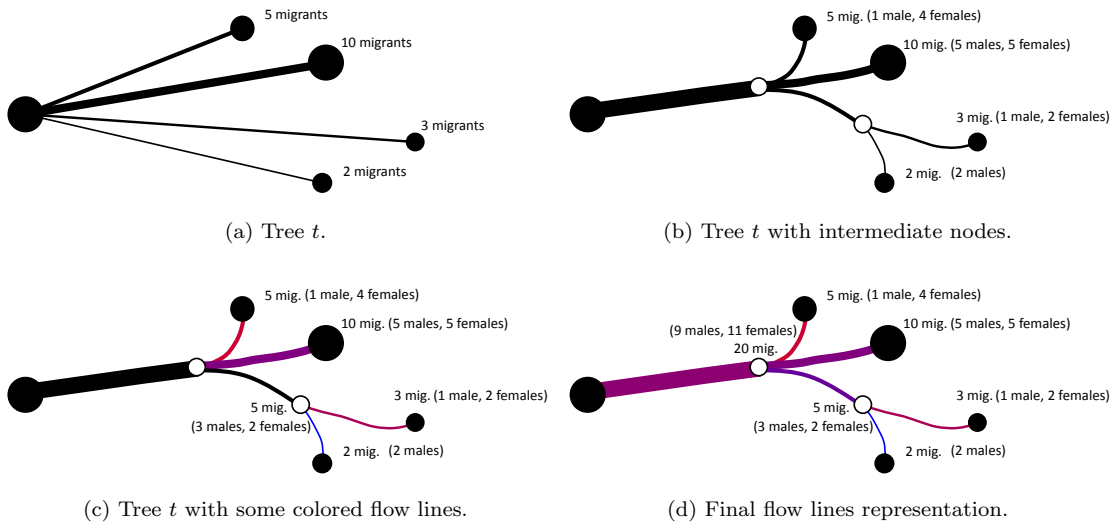 5 migrants
10 migrants
3 migrants
2 migrants
(a) Tree t.
5 mig. (1 male, 4 females)
10 mig. (5 males, 5 females)
3 mig. (1 male, 2 females)
2 mig. (2 males)
(b) Tree t with intermediate nodes.
5 mig. (1 male, 4 females)
10 mig. (5 males, 5 females)
3 mig. (1 male, 2 females)
5 mig.
(3 males, 2 females)
2 mig. (2 males)
(c) Tree t with some colored flow lines.
5 mig. (1 male, 4 females)
(9 males, 11 females)
10 mig. (5 males, 5 females)
20 mig.
3 mig. (1 male, 2 females)
5 mig.
(3 males, 2 females)
2 mig. (2 males)
(d) Final flow lines representation.